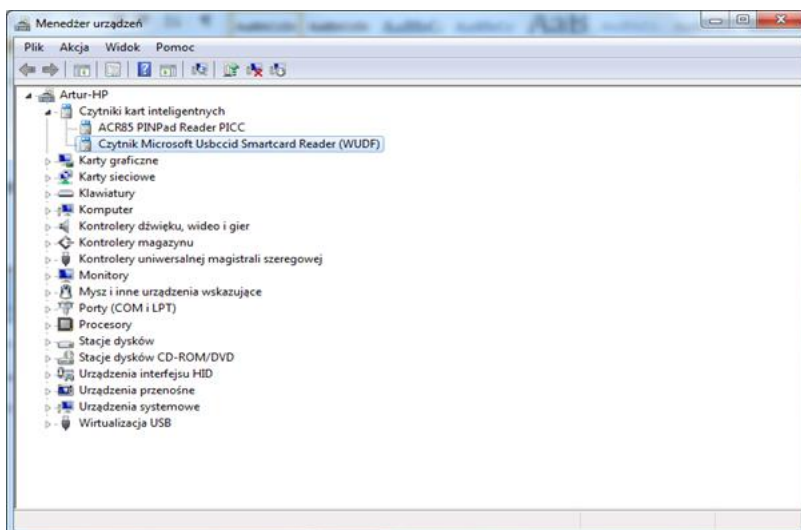 Menedżer urządzeń
Plik Akcja Widok Pomoc
Artur-HP
Czytniki kart inteligentnych
ACR85 PINPad Reader PICC
Czytnik Microsoft Usbccid Smartcard Reader (WUDF)
Karty graficzne
Karty sieciowe
Klawiatury
Komputer
Kontrolery dźwięku, wideo i gier
Kontrolery magazynu
Kontrolery uniwersalnej magistrali szeregowej
Monitory
Mysz i inne urządzenia wskazujące
Porty (COM i LPT)
Procesory
Stacje dysków
Stacje dysków CD-ROM/DVD
Urządzenia interfejsu HID
Urządzenia przenośne
Urządzenia systemowe
Wirtualizacja USB